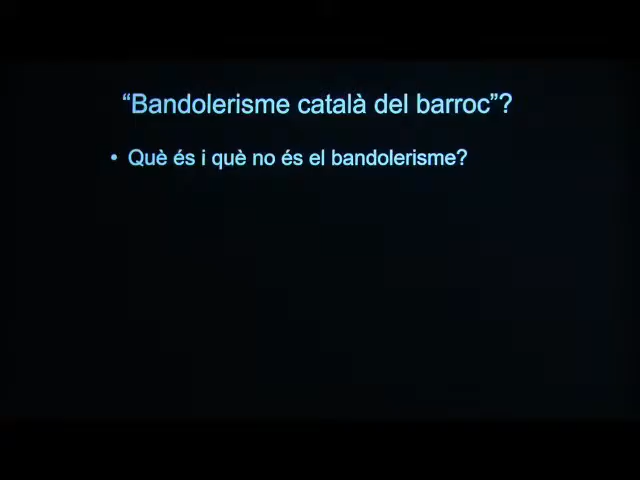 “Bandolerisme català del barroc”?
• Què és i què no és el bandolerisme?